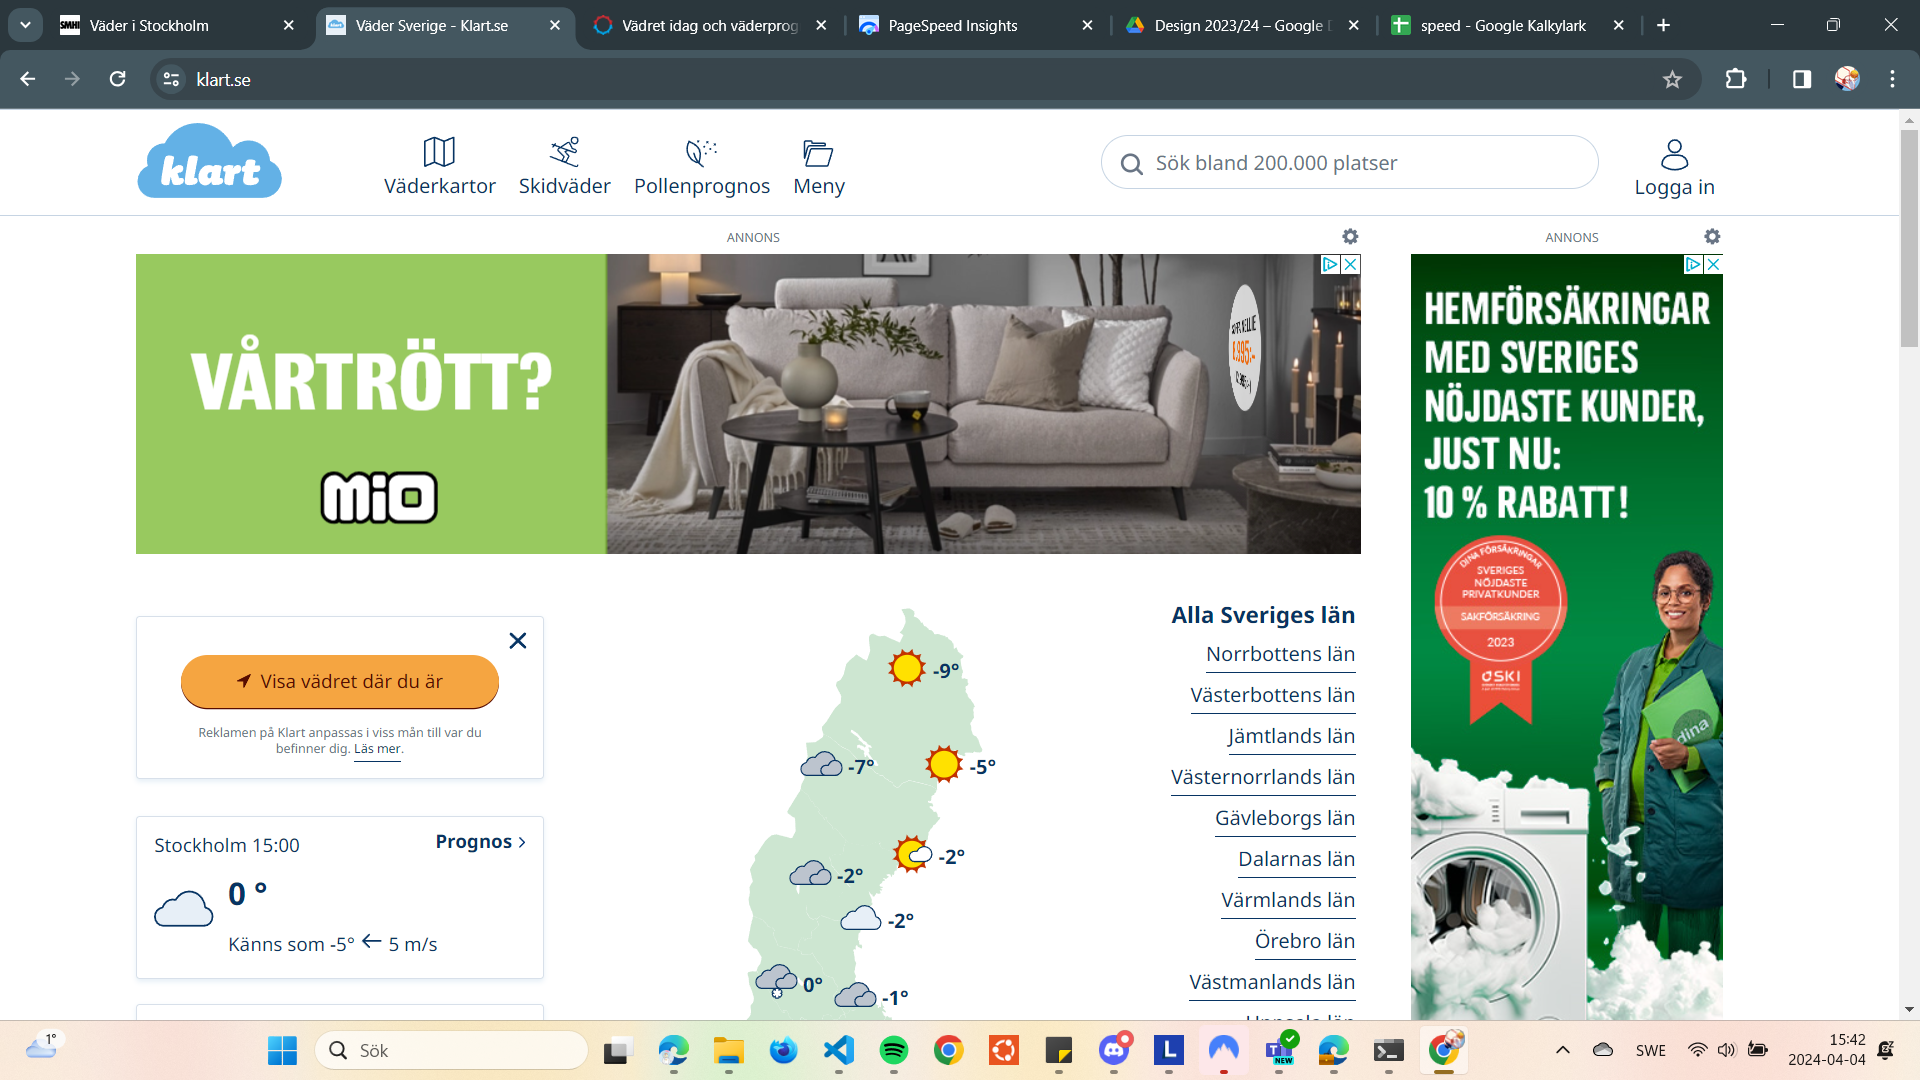 SMHI Väder i Stockholm
Väder Sverige - Klart.se
Vädret idag och väderprog
PageSpeed Insights
Design 2023/24 – Google D
speed - Google Kalkylark
klart.se
klart
Väderkartor
Skidväder
Pollenprognos
Meny
Sök bland 200.000 platser
Logga in
ANNONS
ANNONS
VÅRTRÖTT?
mio
HEMFÖRSÄKRINGAR
MED SVERIGES
NÖJDASTE KUNDER,
JUST NU:
10 % RABATT!
DINA FÖRSÄKRINGAR
SVERIGES
NÖJDASTE
PRIVATKUNDER
SAKFÖRSÄKRING
2023
SKI
dina
Visa vädret där du är
Reklamen på Klart anpassas i viss mån till var du
befinner dig. Läs mer.
Stockholm 15:00
Prognos
0 °
Känns som -5° ← 5 m/s
-9°
-7°
-5°
-2°
-2°
-2°
0°
-1°
Alla Sveriges län
Norrbottens län
Västerbottens län
Jämtlands län
Västernorrlands län
Gävleborgs län
Dalarnas län
Värmlands län
Örebro län
Västmanlands län
1°
Sök
L
NEW
SWE
15:42
2024-04-04